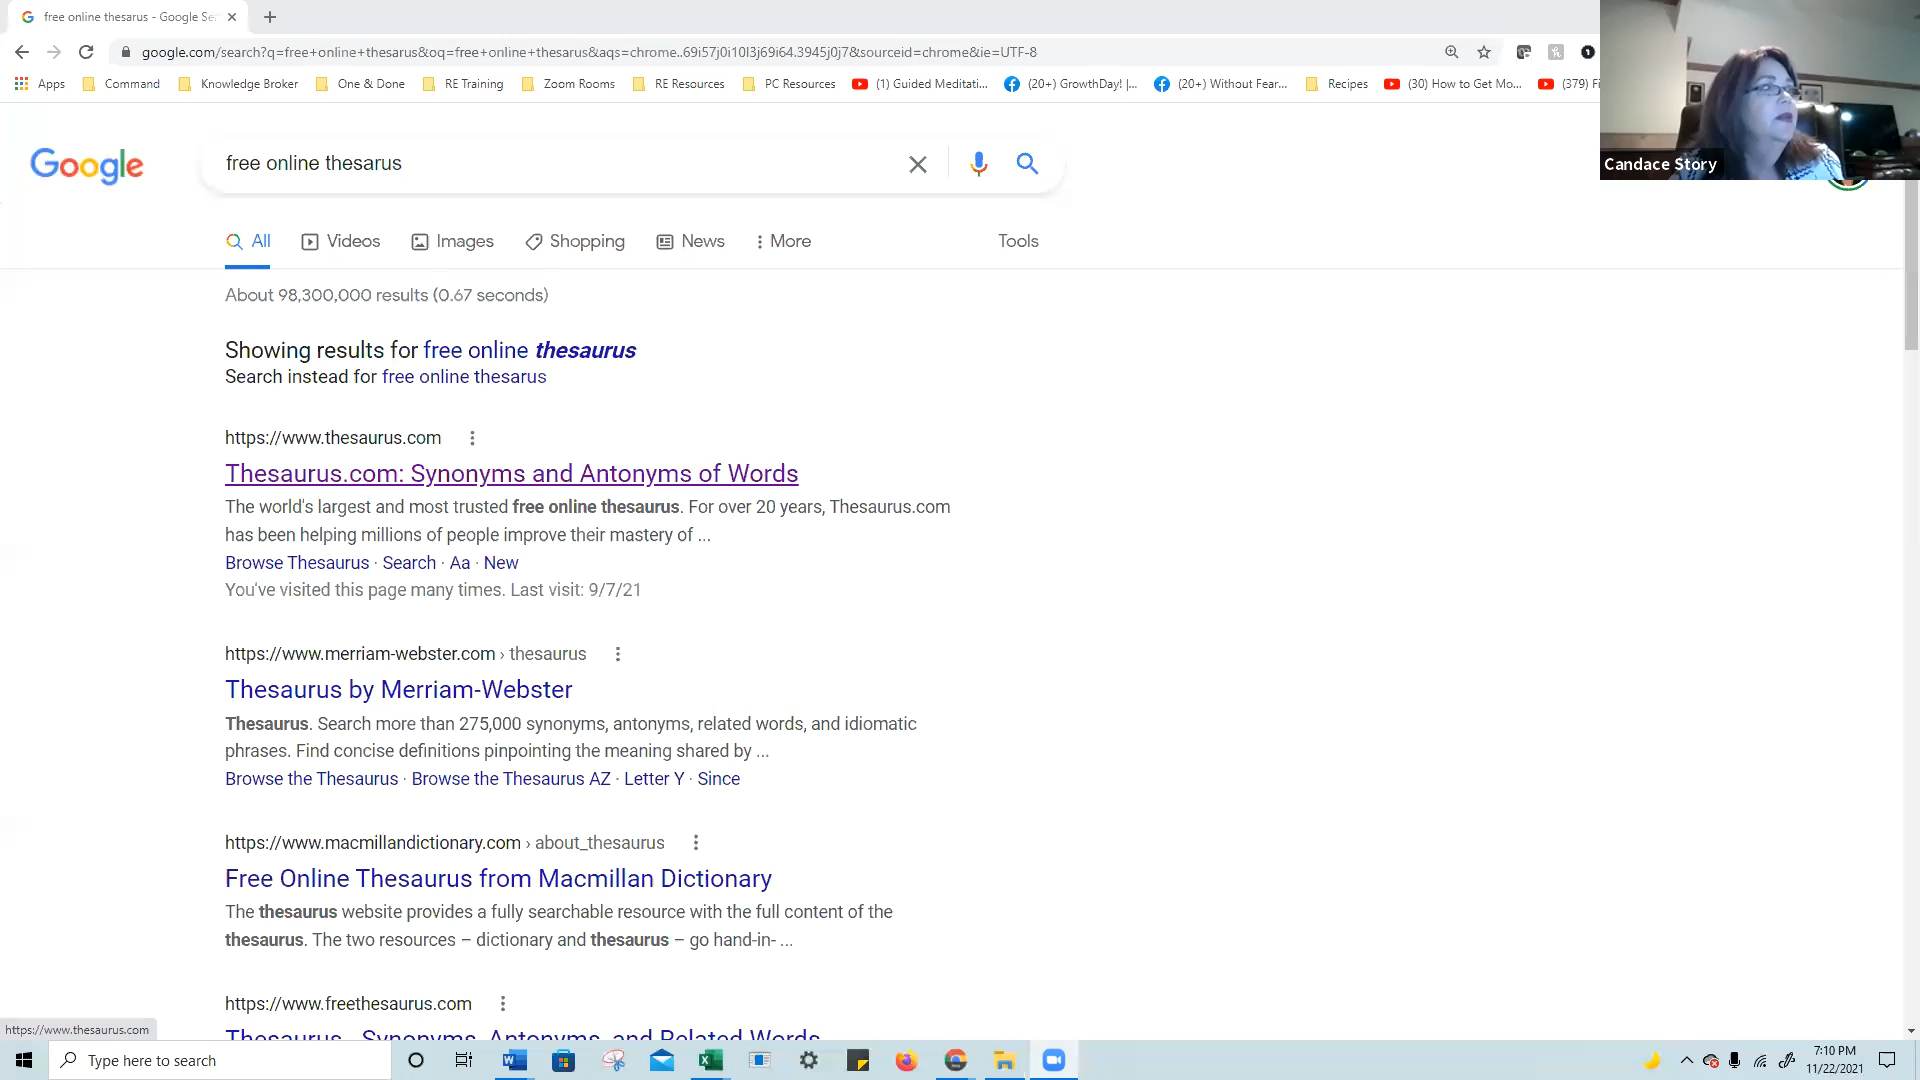 free online thesarus - Google Se
google.com/search?q=free+online+thesarus&oq=free+online+thesarus&aqs=chrome..69i57j0i10l3j69i64.3945j0j7&sourceid=chrome&ie=UTF-8
Apps Command Knowledge Broker One & Done RE Training Zoom Rooms RE Resources PC Resources (1) Guided Meditati... (20+) GrowthDay! |... (20+) Without Fear... Recipes (30) How to Get Mo... (379) Fi
Candace Story
Google
free online thesarus
All Videos Images Shopping News More Tools
About 98,300,000 results (0.67 seconds)
Showing results for free online thesaurus
Search instead for free online thesarus
https://www.thesaurus.com
Thesaurus.com: Synonyms and Antonyms of Words
The world's largest and most trusted free online thesaurus. For over 20 years, Thesaurus.com
has been helping millions of people improve their mastery of ...
Browse Thesaurus · Search · Aa · New
You've visited this page many times. Last visit: 9/7/21
https://www.merriam-webster.com › thesaurus
Thesaurus by Merriam-Webster
Thesaurus. Search more than 275,000 synonyms, antonyms, related words, and idiomatic
phrases. Find concise definitions pinpointing the meaning shared by ...
Browse the Thesaurus · Browse the Thesaurus AZ · Letter Y · Since
https://www.macmillandictionary.com › about_thesaurus
Free Online Thesaurus from Macmillan Dictionary
The thesaurus website provides a fully searchable resource with the full content of the
thesaurus. The two resources – dictionary and thesaurus – go hand-in- ...
https://www.freethesaurus.com
Thesaurus - Synonyms, Antonyms, and Related Words
https://www.thesaurus.com
Type here to search
7:10 PM
11/22/2021